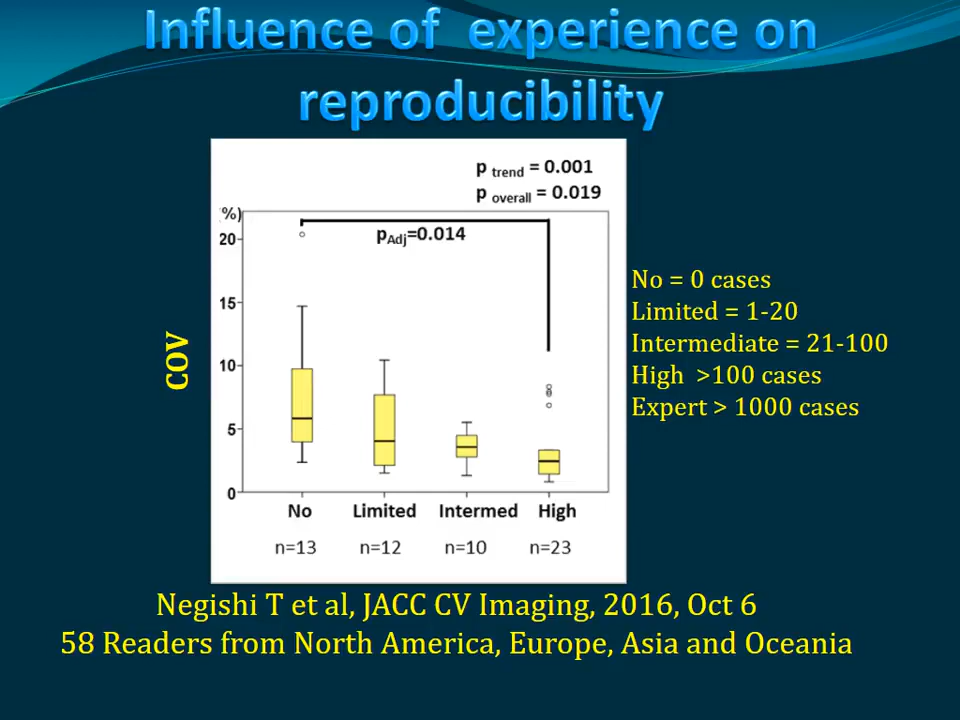 Influence of experience on
reproducibility
p trend = 0.001
p overall = 0.019
%)
20
pAdj=0.014
15
10
5
0
COV
No Limited Intermed High
n=13 n=12 n=10 n=23
No = 0 cases
Limited = 1-20
Intermediate = 21-100
High >100 cases
Expert > 1000 cases
Negishi T et al, JACC CV Imaging, 2016, Oct 6
58 Readers from North America, Europe, Asia and Oceania